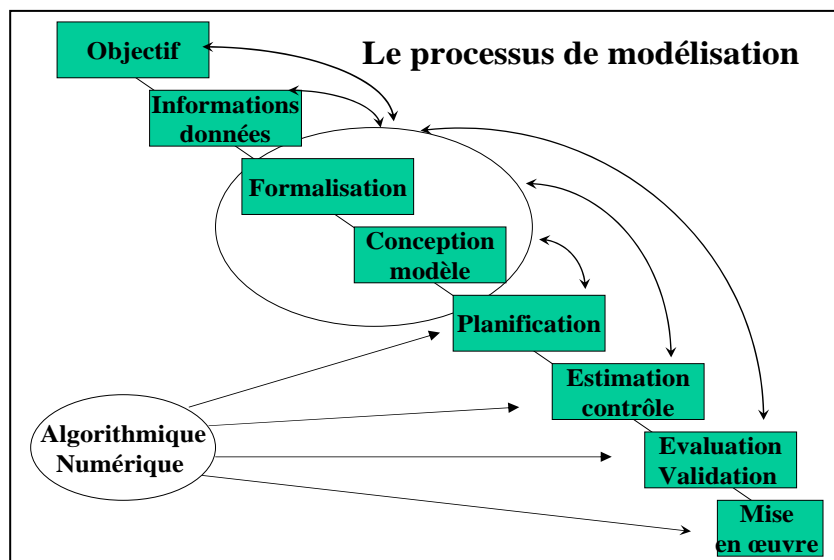 Objectif
Le processus de modélisation
Informations
données
Formalisation
Conception
modèle
Planification
Estimation
contrôle
Algorithmique
Numérique
Evaluation
Validation
Mise
en œuvre